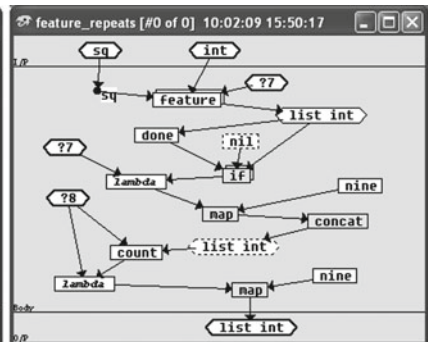 feature_repeats [#0 of 0] 10:02:09 15:50:17
sq int
I/P
sq feature ?7
list int
done nil
?7
lambda if
nine
map
concat
?8
list int
count
lambda nine
map
Body
list int
O/P